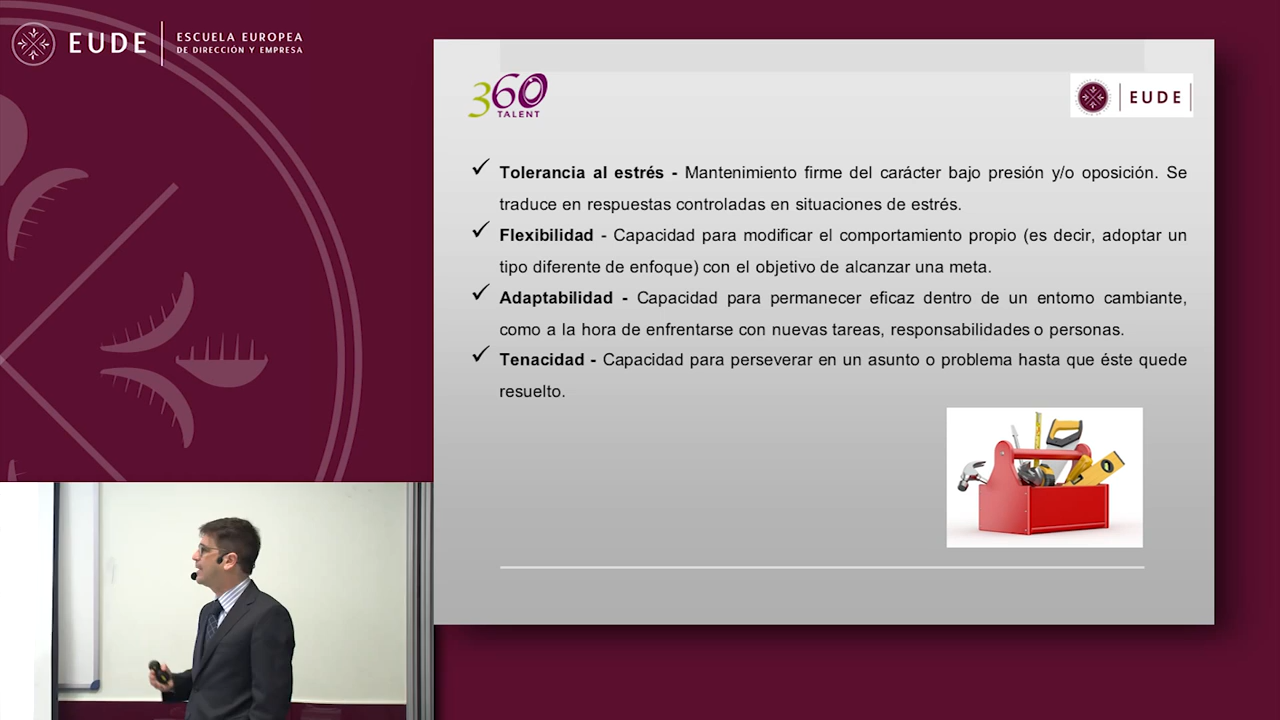 EUDE
ESCUELA EUROPEA
DE DIRECCIÓN Y EMPRESA
360
TALENT
EUDE
Tolerancia al estrés - Mantenimiento firme del carácter bajo presión y/o oposición. Se
traduce en respuestas controladas en situaciones de estrés.
Flexibilidad - Capacidad para modificar el comportamiento propio (es decir, adoptar un
tipo diferente de enfoque) con el objetivo de alcanzar una meta.
Adaptabilidad - Capacidad para permanecer eficaz dentro de un entorno cambiante,
como a la hora de enfrentarse con nuevas tareas, responsabilidades o personas.
Tenacidad - Capacidad para perseverar en un asunto o problema hasta que éste quede
resuelto.